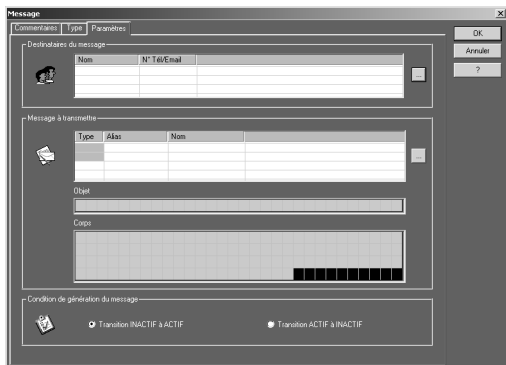 Message
Commentaires Type Paramètres
OK
Annuler
?
Destinataires du message
Nom N° Tél/Email
...
Message à transmettre
Type Alias Nom
...
Objet
Corps
Condition de génération du message
Transition INACTIF à ACTIF Transition ACTIF à INACTIF